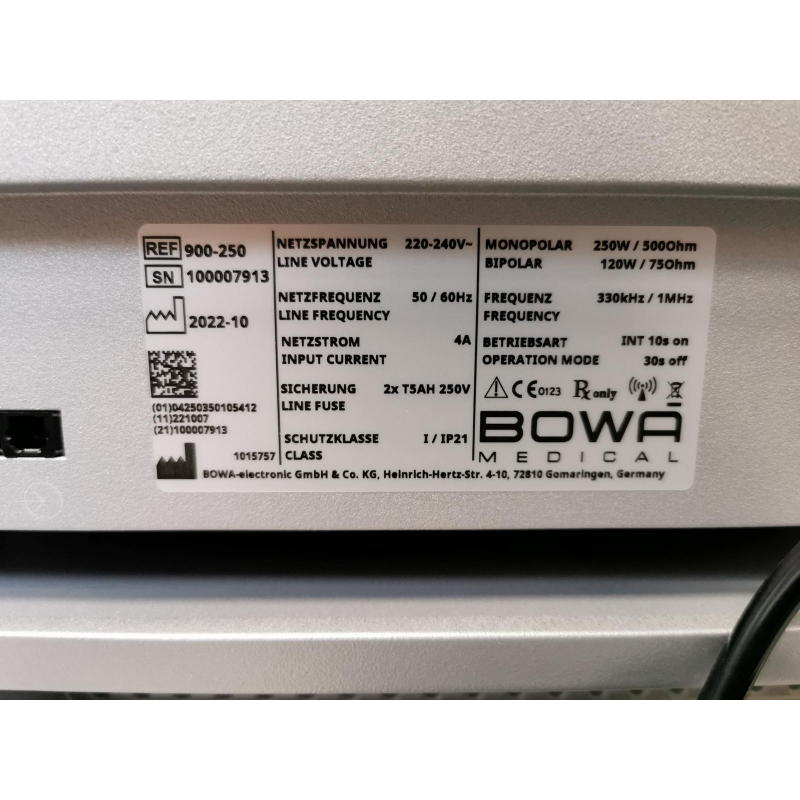 REF 900-250
SN 100007913
2022-10
(01)04250350105412
(11)221007
(21)100007913
1015757
NETZSPANNUNG 220-240V~
LINE VOLTAGE
NETZFREQUENZ 50 / 60Hz
LINE FREQUENCY
NETZSTROM 4A
INPUT CURRENT
SICHERUNG 2x T5AH 250V
LINE FUSE
SCHUTZKLASSE I / IP21
CLASS
MONOPOLAR 250W / 500Ohm
BIPOLAR 120W / 75Ohm
FREQUENZ 330kHz / 1MHz
FREQUENCY
BETRIEBSART INT 10s on
OPERATION MODE 30s off
CE 0123 Rx only
BOWA
MEDICAL
BOWA-electronic GmbH & Co. KG, Heinrich-Hertz-Str. 4-10, 72810 Gomaringen, Germany